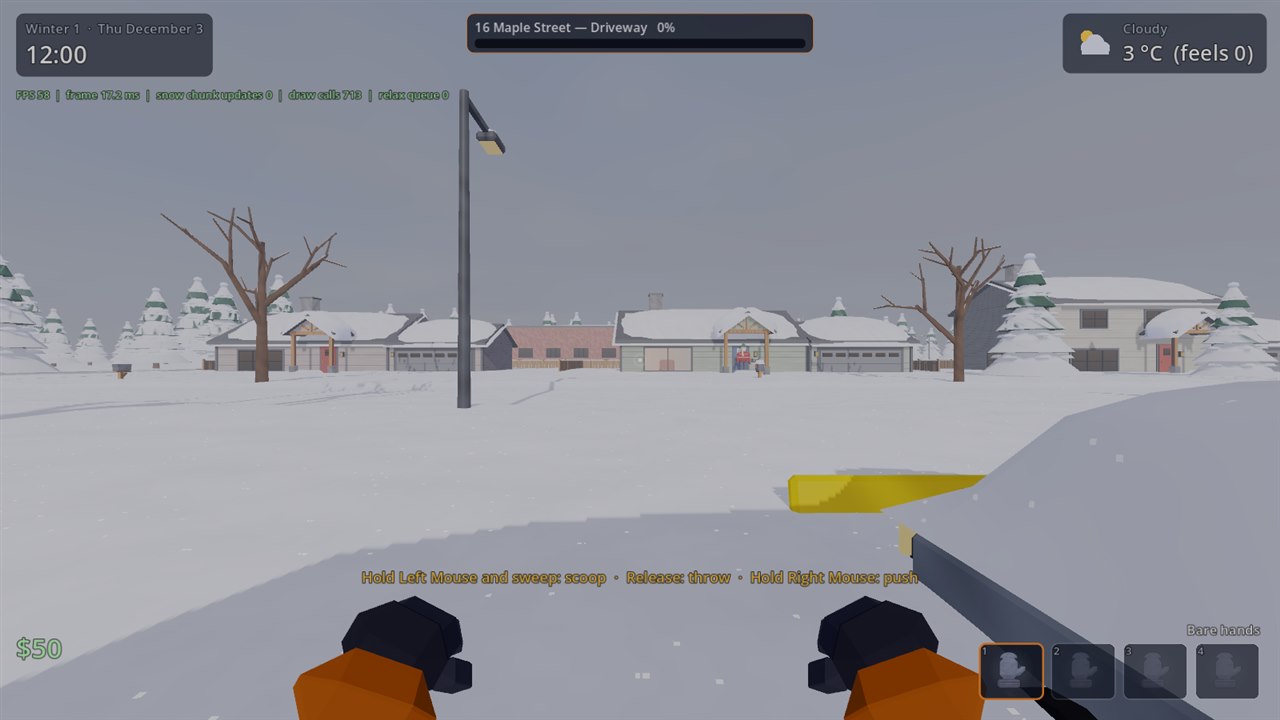 Winter 1 · Thu December 3
12:00
16 Maple Street — Driveway 0%
Cloudy
3 °C (feels 0)
FPS 58 | frame 17.2 ms | snow chunk updates 0 | draw calls 713 | relax queue 0
Hold Left Mouse and sweep: scoop · Release: throw · Hold Right Mouse: push
$50
Bare hands
1 2 3 4